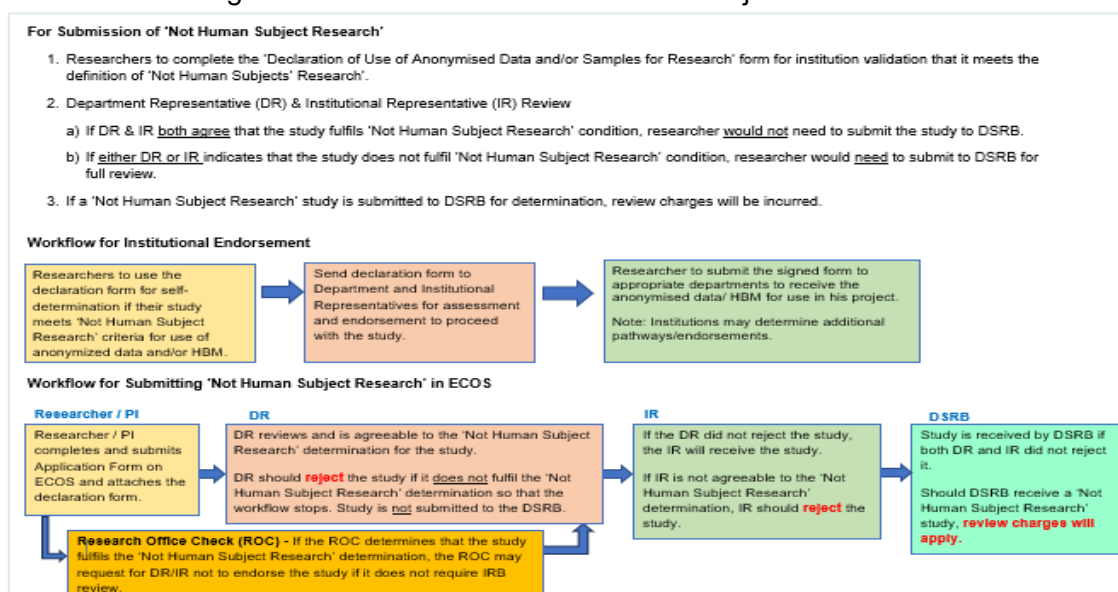 For Submission of 'Not Human Subject Research'
1. Researchers to complete the 'Declaration of Use of Anonymised Data and/or Samples for Research' form for institution validation that it meets the
definition of 'Not Human Subjects' Research'.
2. Department Representative (DR) & Institutional Representative (IR) Review
a) If DR & IR both agree that the study fulfils 'Not Human Subject Research' condition, researcher would not need to submit the study to DSRB.
b) If either DR or IR indicates that the study does not fulfil 'Not Human Subject Research' condition, researcher would need to submit to DSRB for
full review.
3. If a 'Not Human Subject Research' study is submitted to DSRB for determination, review charges will be incurred.
Workflow for Institutional Endorsement
Researchers to use the
declaration form for self-
determination if their study
meets 'Not Human Subject
Research' criteria for use of
anonymized data and/or HBM.
Send declaration form to
Department and Institutional
Representatives for assessment
and endorsement to proceed
with the study.
Researcher to submit the signed form to
appropriate departments to receive the
anonymised data/ HBM for use in his project.
Note: Institutions may determine additional
pathways/endorsements.
Workflow for Submitting 'Not Human Subject Research' in ECOS
Researcher / PI
Researcher / PI
completes and submits
Application Form on
ECOS and attaches the
declaration form.
DR
DR reviews and is agreeable to the 'Not Human Subject
Research' determination for the study.
DR should reject the study if it does not fulfil the 'Not
Human Subject Research' determination so that the
workflow stops. Study is not submitted to the DSRB.
IR
If the DR did not reject the study,
the IR will receive the study.
If IR is not agreeable to the 'Not
Human Subject Research'
determination, IR should reject the
study.
DSRB
Study is received by DSRB if
both DR and IR did not reject
it.
Should DSRB receive a 'Not
Human Subject Research'
study, review charges will
apply.
Research Office Check (ROC) - If the ROC determines that the study
fulfils the 'Not Human Subject Research' determination, the ROC may
request for DR/IR not to endorse the study if it does not require IRB
review.